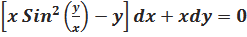 [x Sin² (y/x) − y] dx + xdy = 0